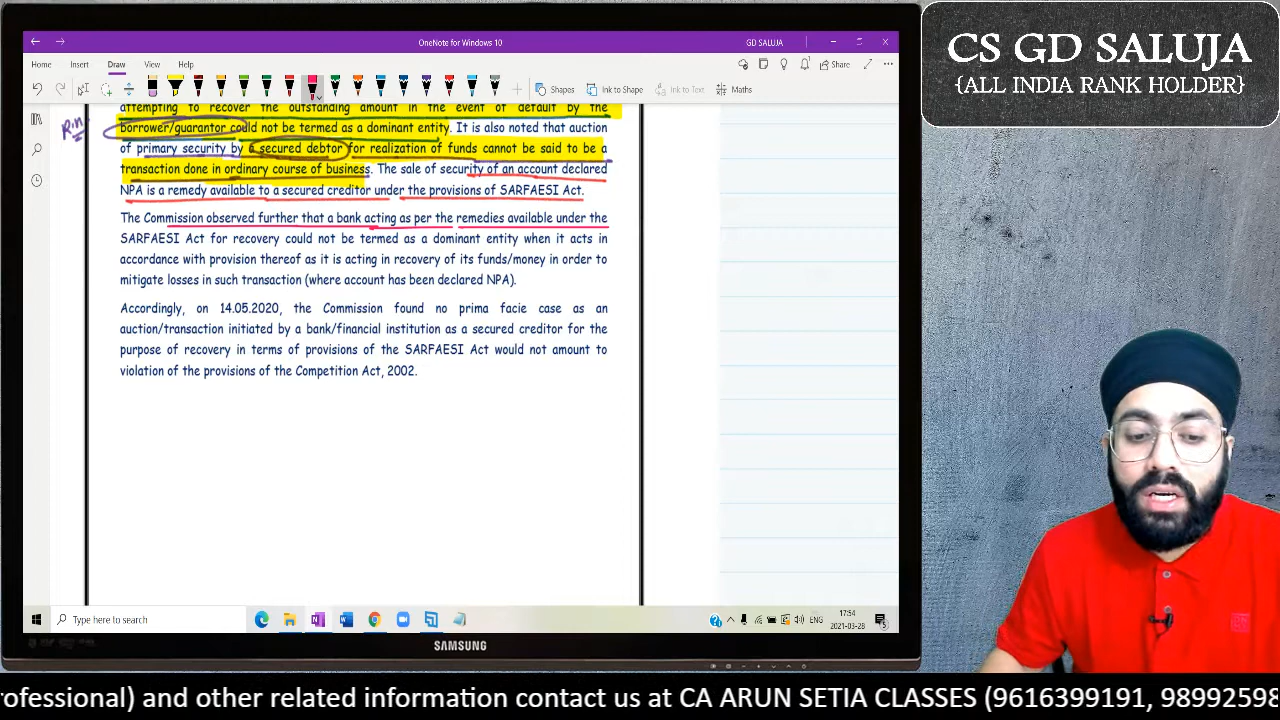 CS GD SALUJA
{ALL INDIA RANK HOLDER}
OneNote for Windows 10
GD SALUJA
Home Insert Draw View Help
Share
Shapes Ink to Shape Ink to Text Maths
attempting to recover the outstanding amount in the event of default by the
borrower/guarantor could not be termed as a dominant entity. It is also noted that auction
of primary security by a secured debtor for realization of funds cannot be said to be a
transaction done in ordinary course of business. The sale of security of an account declared
NPA is a remedy available to a secured creditor under the provisions of SARFAESI Act.
The Commission observed further that a bank acting as per the remedies available under the
SARFAESI Act for recovery could not be termed as a dominant entity when it acts in
accordance with provision thereof as it is acting in recovery of its funds/money in order to
mitigate losses in such transaction (where account has been declared NPA).
Accordingly, on 14.05.2020, the Commission found no prima facie case as an
auction/transaction initiated by a bank/financial institution as a secured creditor for the
purpose of recovery in terms of provisions of the SARFAESI Act would not amount to
violation of the provisions of the Competition Act, 2002.
Type here to search
ENG
17:54
2021-03-28
SAMSUNG
rofessional) and other related information contact us at CA ARUN SETIA CLASSES (9616399191, 98992598